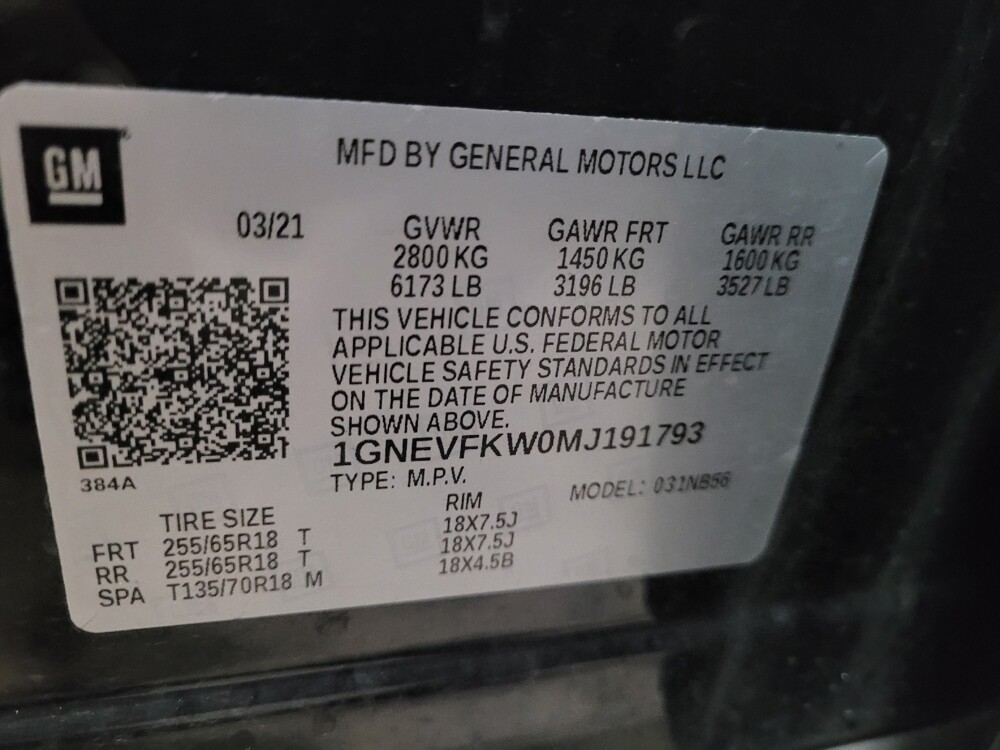 GM
MFD BY GENERAL MOTORS LLC
03/21 GVWR GAWR FRT GAWR RR
2800 KG 1450 KG 1600 KG
6173 LB 3196 LB 3527 LB
THIS VEHICLE CONFORMS TO ALL
APPLICABLE U.S. FEDERAL MOTOR
VEHICLE SAFETY STANDARDS IN EFFECT
ON THE DATE OF MANUFACTURE
SHOWN ABOVE.
1GNEVFKW0MJ191793
384A
TYPE: M.P.V. MODEL: 031NB56
TIRE SIZE RIM
FRT 255/65R18 T 18X7.5J
RR 255/65R18 T 18X7.5J
SPA T135/70R18 M 18X4.5B